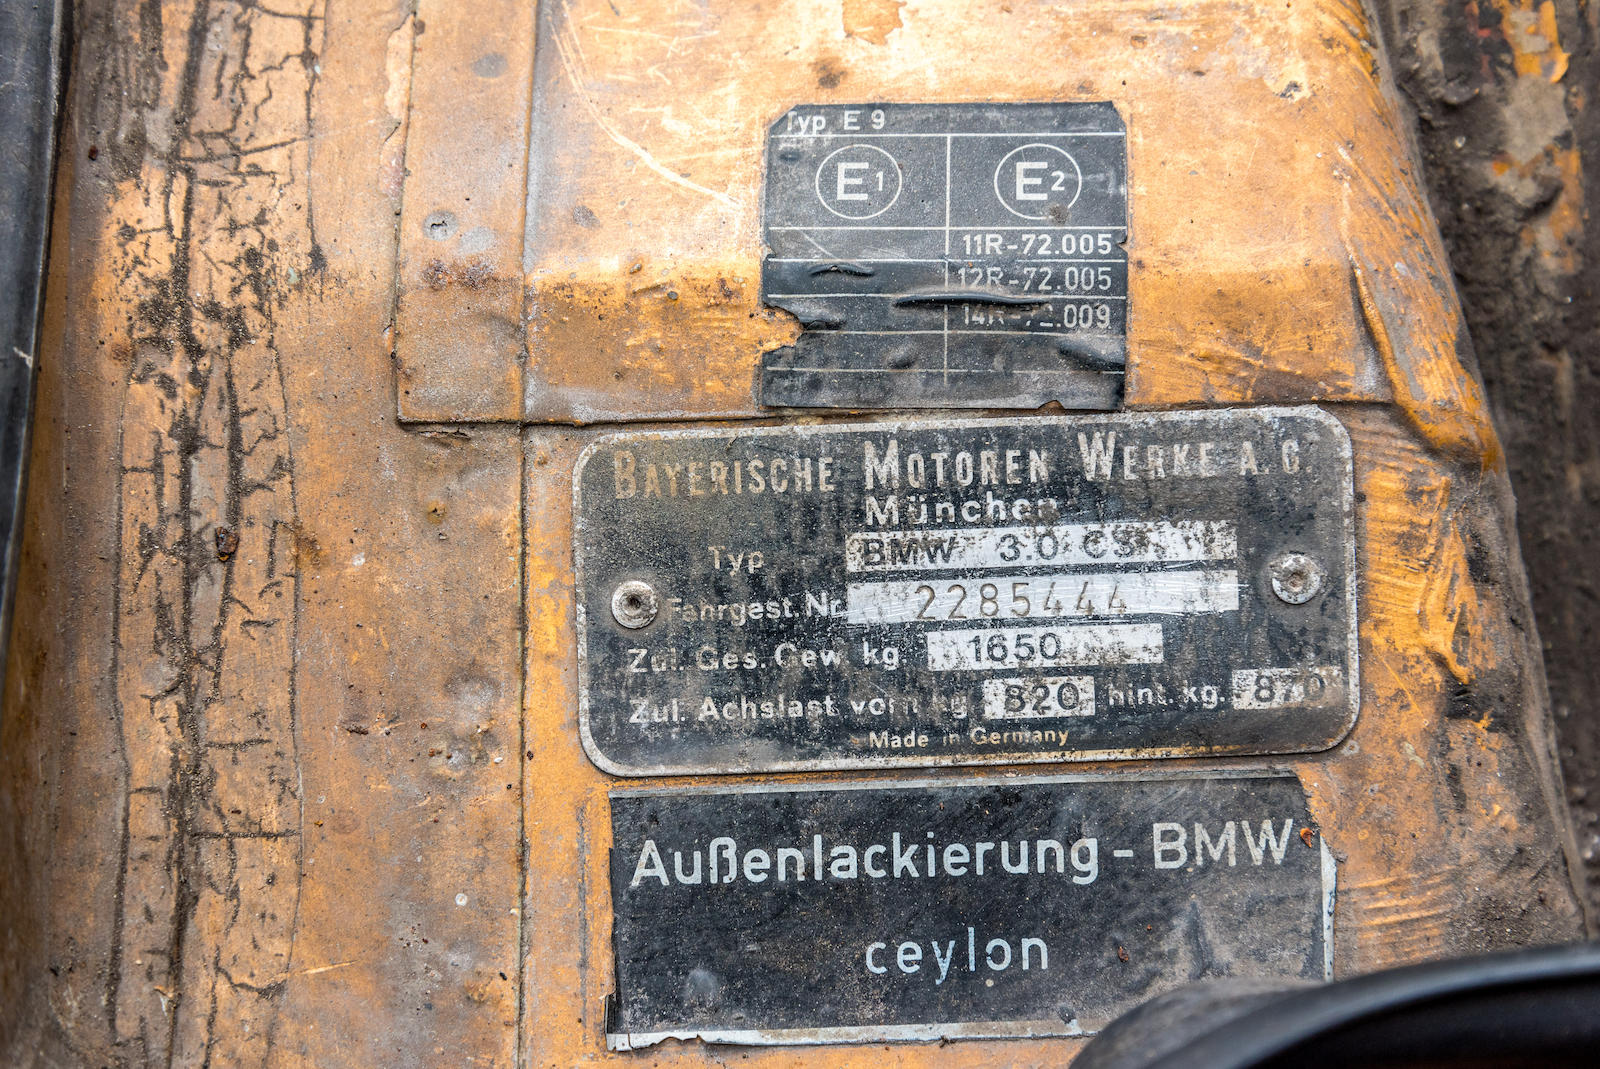 Typ E 9
E1 E2
11R-72.005
12R-72.005
14R-72.009
BAYERISCHE MOTOREN WERKE A.G.
München
Typ BMW 3.0 CSi
Fahrgest. Nr. 2285444
Zul. Ges. Gew. kg. 1650
Zul. Achslast vorn kg. 820 hint. kg. 870
Made in Germany
Außenlackierung - BMW
ceylon